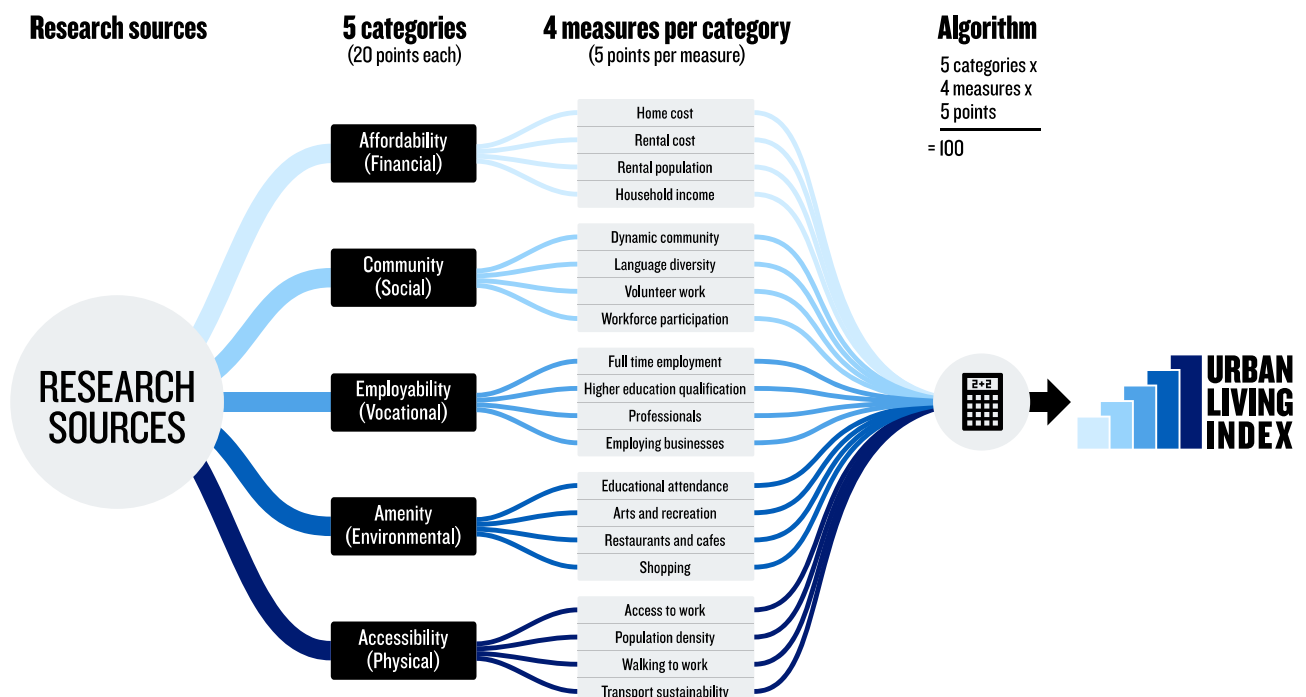 Research sources
5 categories
(20 points each)
4 measures per category
(5 points per measure)
Algorithm
5 categories x
4 measures x
5 points
= 100
RESEARCH
SOURCES
Affordability
(Financial)
Home cost
Rental cost
Rental population
Household income
Community
(Social)
Dynamic community
Language diversity
Volunteer work
Workforce participation
Employability
(Vocational)
Full time employment
Higher education qualification
Professionals
Employing businesses
Amenity
(Environmental)
Educational attendance
Arts and recreation
Restaurants and cafes
Shopping
Accessibility
(Physical)
Access to work
Population density
Walking to work
Transport sustainability
2+2
URBAN
LIVING
INDEX